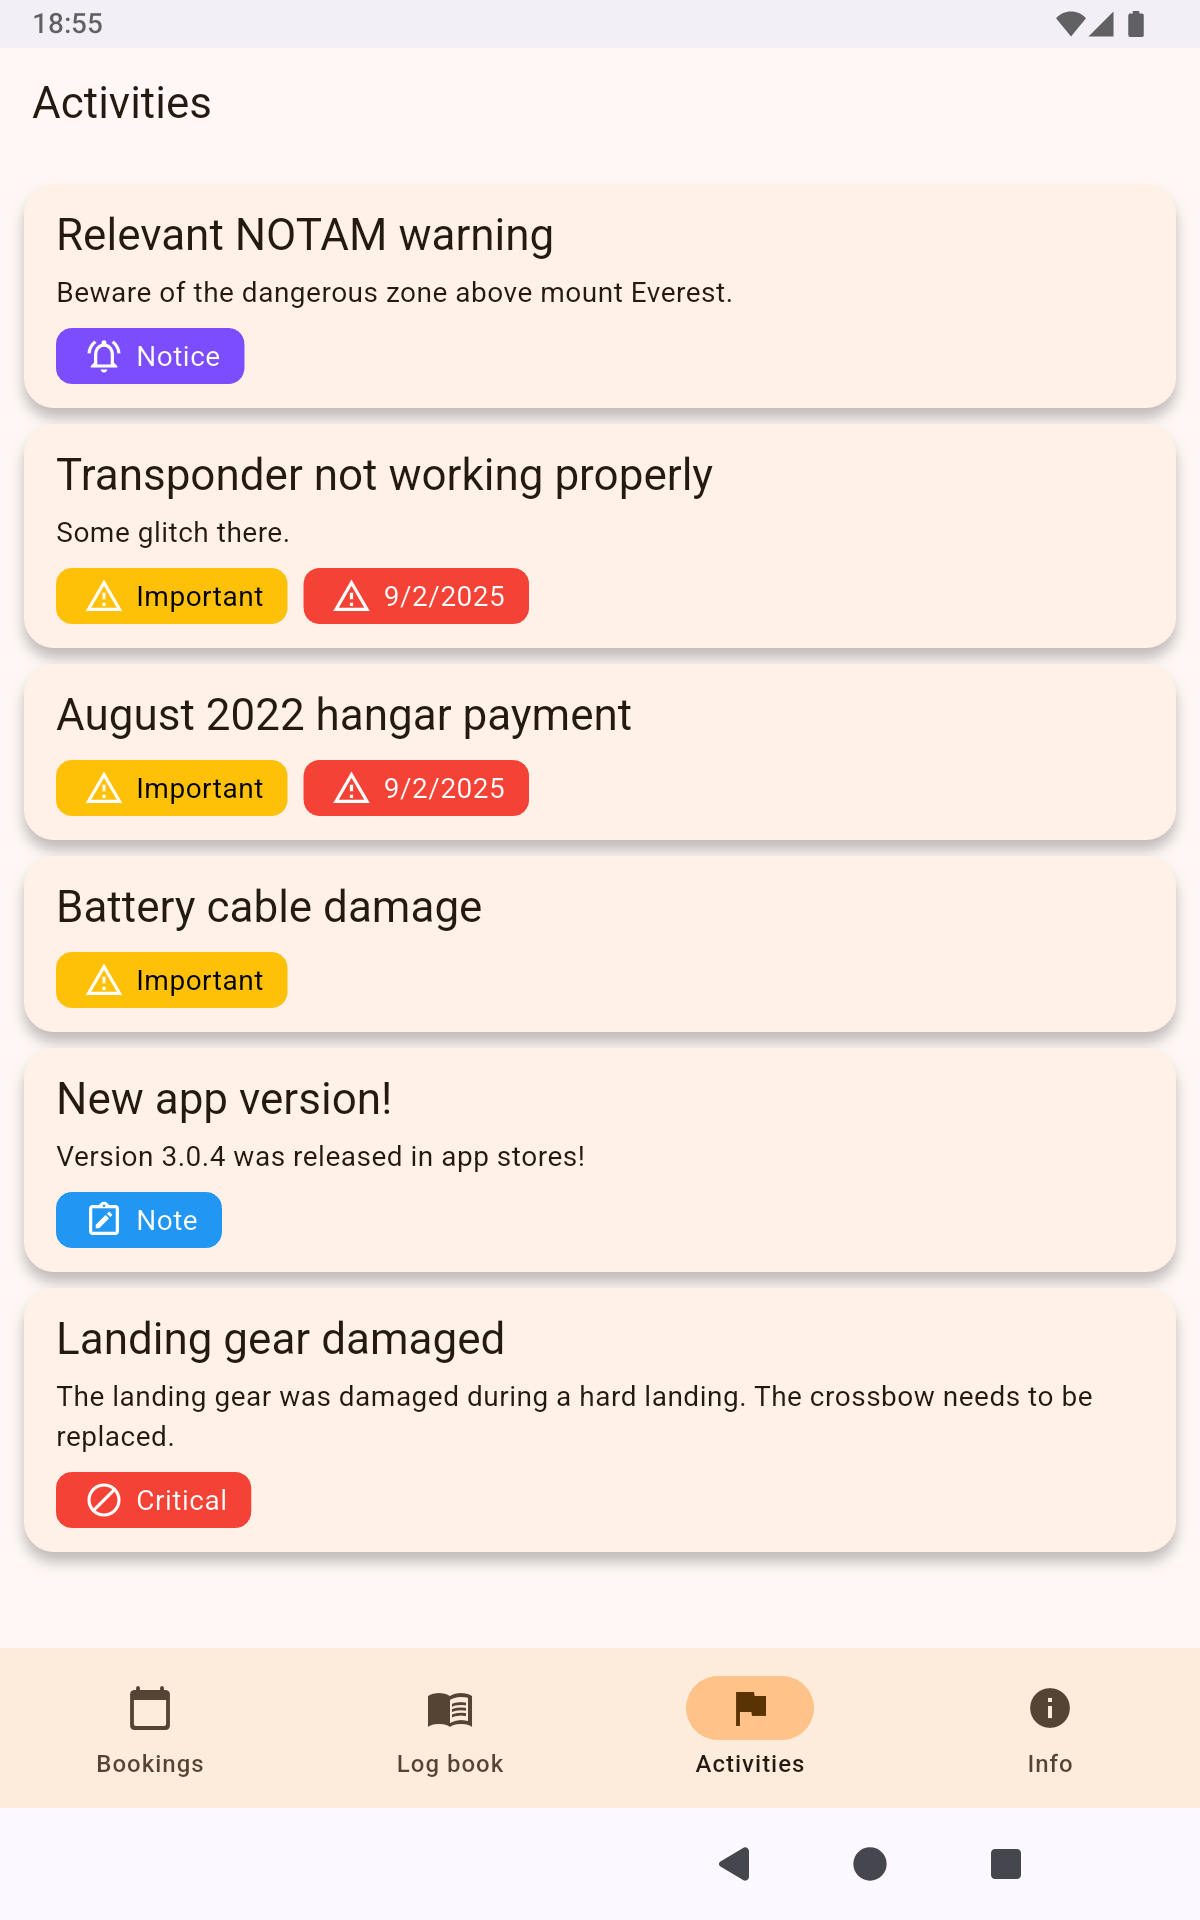 18:55
Activities
Relevant NOTAM warning
Beware of the dangerous zone above mount Everest.
Notice
Transponder not working properly
Some glitch there.
Important 9/2/2025
August 2022 hangar payment
Important 9/2/2025
Battery cable damage
Important
New app version!
Version 3.0.4 was released in app stores!
Note
Landing gear damaged
The landing gear was damaged during a hard landing. The crossbow needs to be
replaced.
Critical
Bookings Log book Activities Info